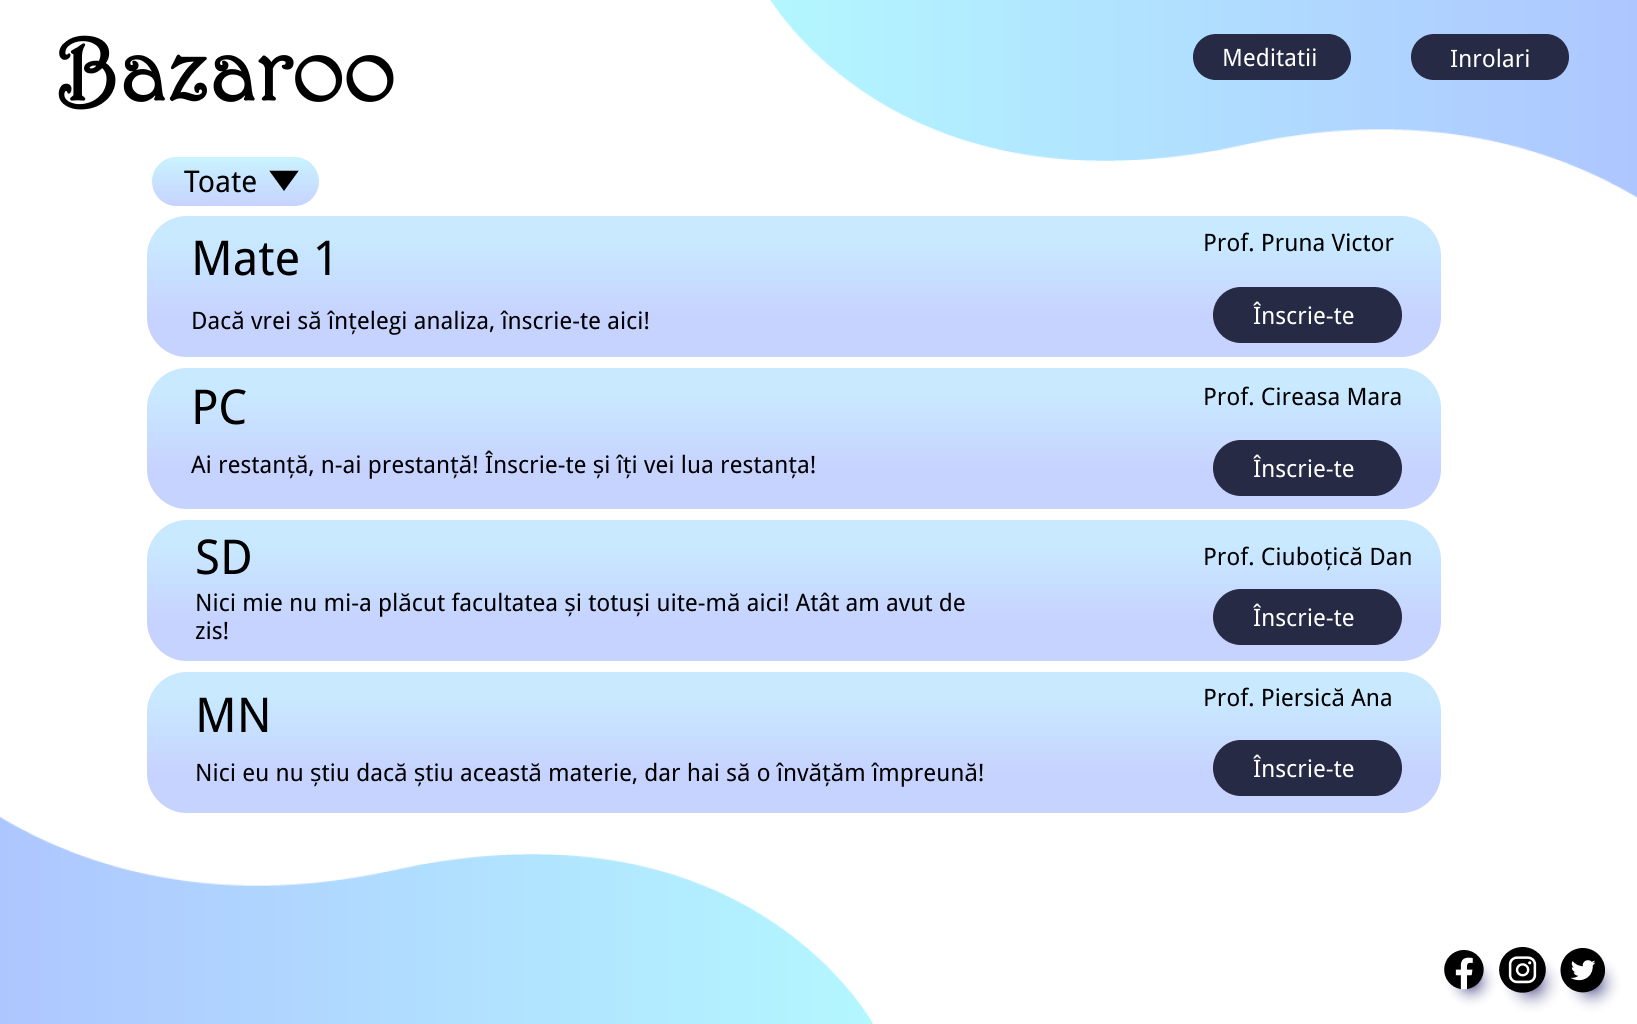 Bazaroo
Meditatii
Inrolari
Toate
Mate 1
Prof. Pruna Victor
Dacă vrei să înțelegi analiza, înscrie-te aici!
Înscrie-te
PC
Prof. Cireasa Mara
Ai restanță, n-ai prestanță! Înscrie-te și îți vei lua restanța!
Înscrie-te
SD
Prof. Ciuboțică Dan
Nici mie nu mi-a plăcut facultatea și totuși uite-mă aici! Atât am avut de
zis!
Înscrie-te
MN
Prof. Piersică Ana
Nici eu nu știu dacă știu această materie, dar hai să o învățăm împreună!
Înscrie-te